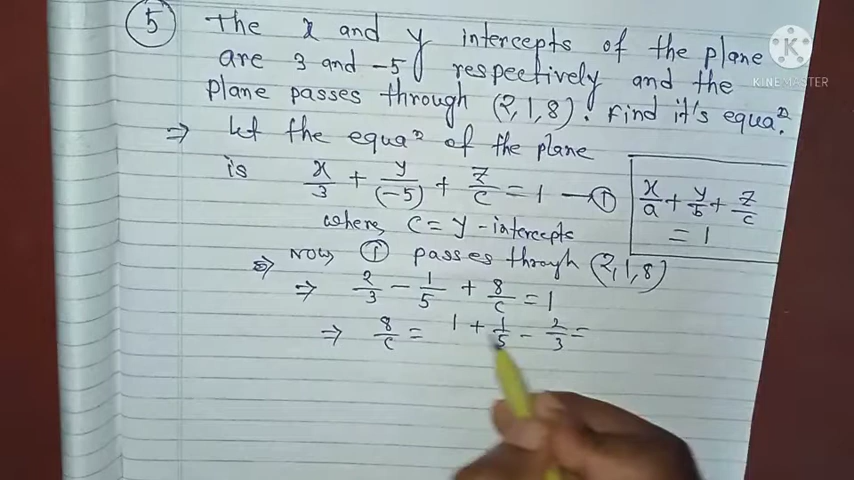 5 The x and y intercepts of the plane
are 3 and -5 respectively and the
plane passes through (2,1,8). Find it's equaⁿ.
⇒ Let the equaⁿ of the plane
is x/3 + y/(-5) + z/c = 1 —①
x/a + y/b + z/c
= 1
where, c = y - intercepts
⇒ Now, ① passes through (2,1,8)
⇒ 2/3 - 1/5 + 8/c = 1
⇒ 8/c = 1 + 1/5 - 2/3 =
K
KINEMASTER